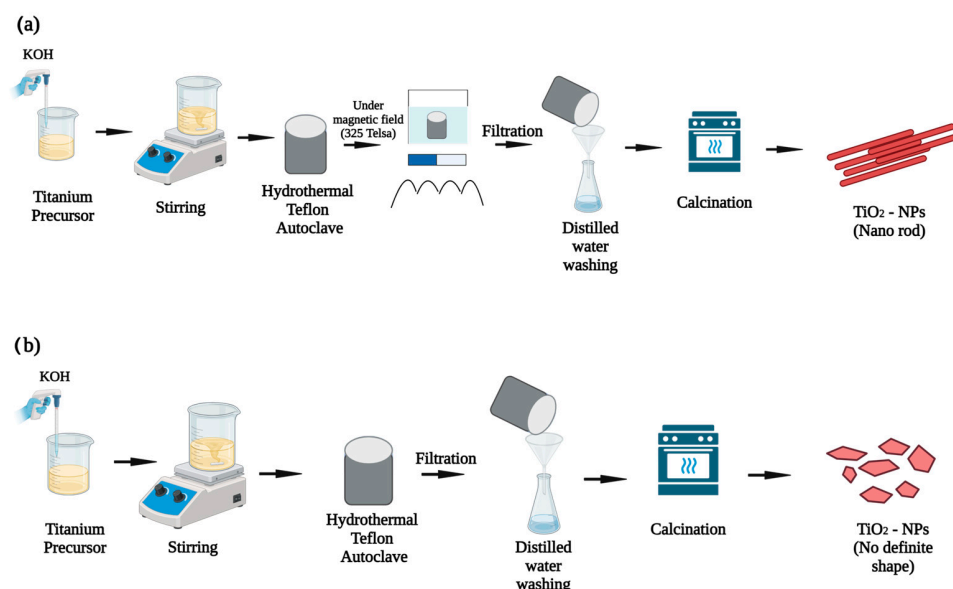 (a)
KOH
Titanium
Precursor
Stirring
Hydrothermal
Teflon
Autoclave
Under
magnetic field
(325 Telsa)
Filtration
Distilled
water
washing
Calcination
TiO₂ - NPs
(Nano rod)
(b)
KOH
Titanium
Precursor
Stirring
Hydrothermal
Teflon
Autoclave
Filtration
Distilled
water
washing
Calcination
TiO₂ - NPs
(No definite
shape)